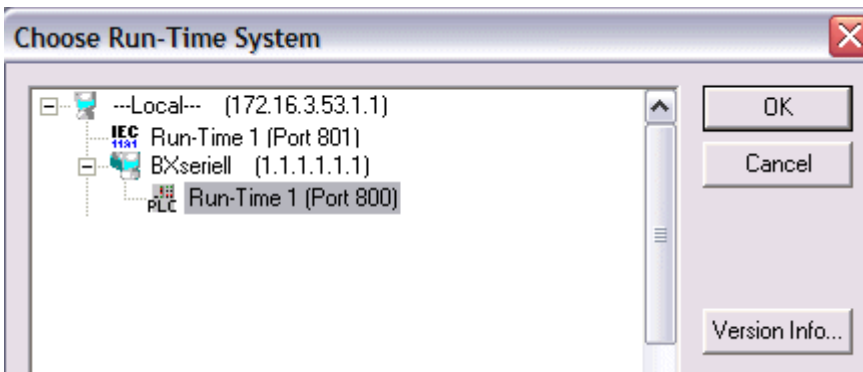 Choose Run-Time System
---Local--- (172.16.3.53.1.1)
OK
IEC
1131
Run-Time 1 (Port 801)
BXseriell (1.1.1.1.1.1)
Cancel
PLC
Run-Time 1 (Port 800)
Version Info...